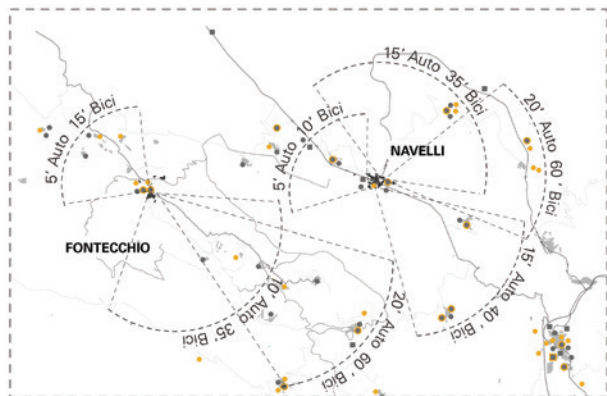 5' Auto 15' Bici
FONTECCHIO
10' Auto 35' Bici
20' Auto 60' Bici
5' Auto 10' Bici
15' Auto 35' Bici
NAVELLI
20' Auto 60' Bici
15' Auto 40' Bici